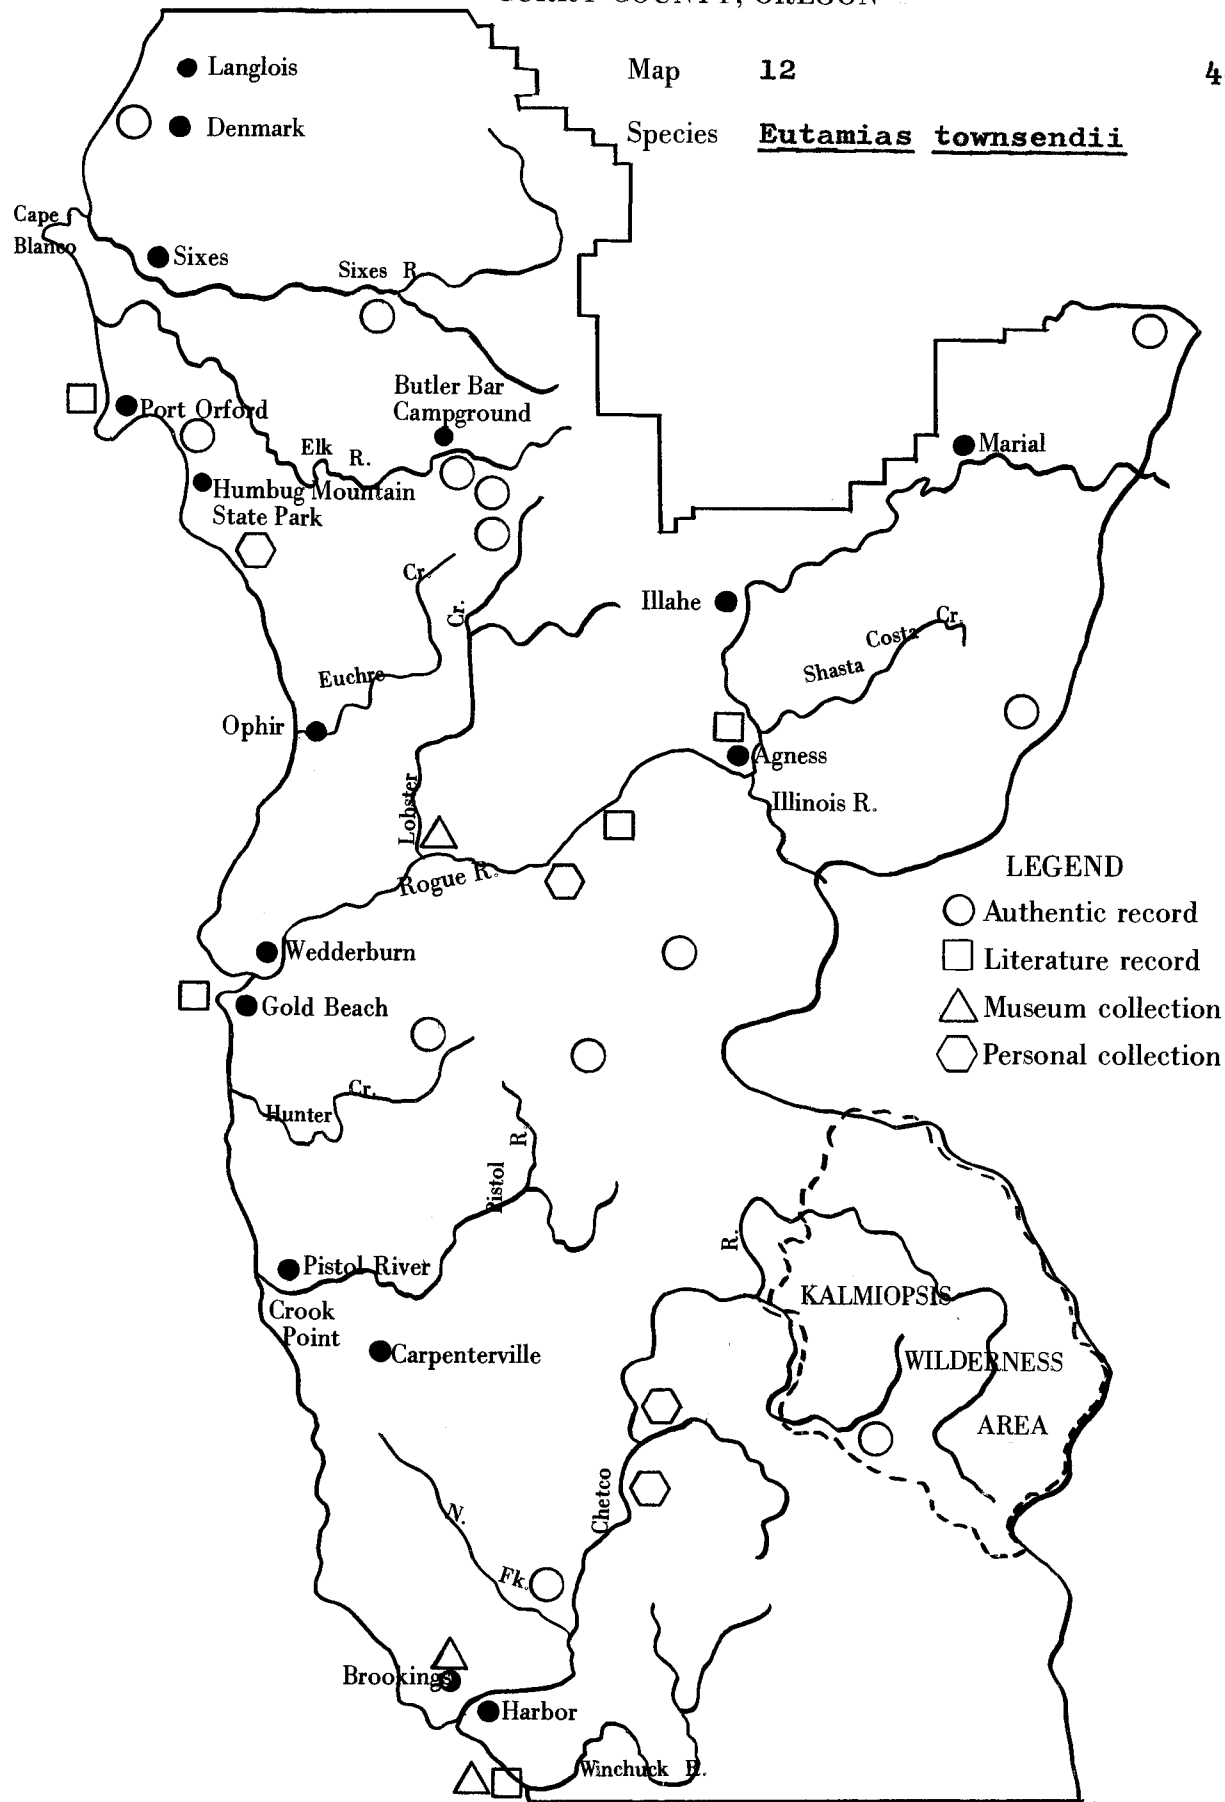 CURRY COUNTY, OREGON
Map 12 4
Species Eutamias townsendii
Langlois
Denmark
Cape
Blanco
Sixes
Sixes R
Butler Bar
Campground
Port Orford
Elk R.
Marial
Humbug Mountain
State Park
Cr.
Cr.
Illahe
Cr.
Costa
Shasta
Euchre
Ophir
Agness
Lobster
Illinois R.
Rogue R.
LEGEND
Authentic record
Wedderburn
Literature record
Gold Beach
Museum collection
Personal collection
Cr.
Hunter
R.
Pistol
R.
Pistol River
KALMIOPSIS
Crook
Point
Carpenterville
WILDERNESS
AREA
Chetco
N.
Fk.
Brookings
Harbor
Winchuck R.